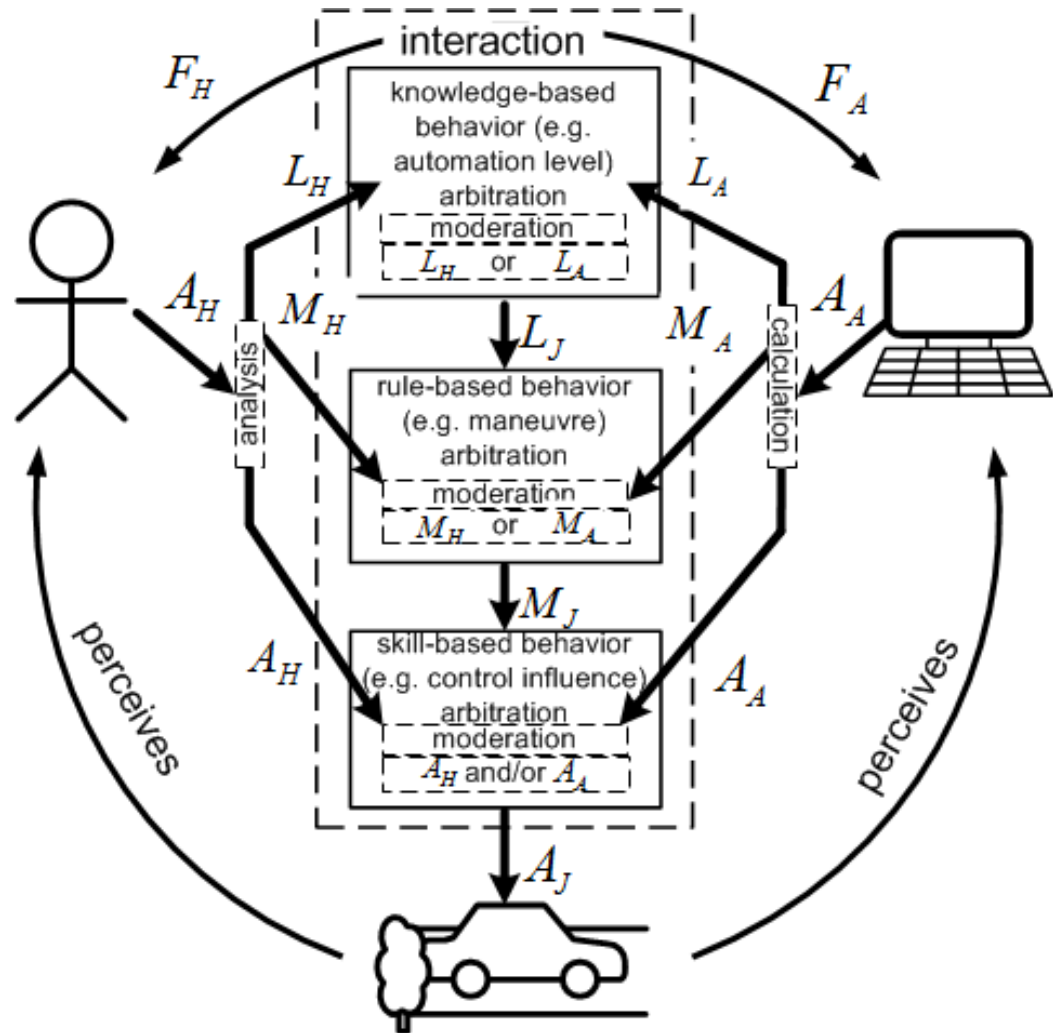 interaction
F_H
F_A
knowledge-based
behavior (e.g.
automation level)
arbitration
moderation
L_H or L_A
L_H
L_A
A_H
M_H
L_J
M_A
A_A
analysis
calculation
rule-based behavior
(e.g. maneuvre)
arbitration
moderation
M_H or M_A
M_J
skill-based behavior
(e.g. control influence)
arbitration
moderation
A_H and/or A_A
A_H
A_A
A_J
perceives
perceives